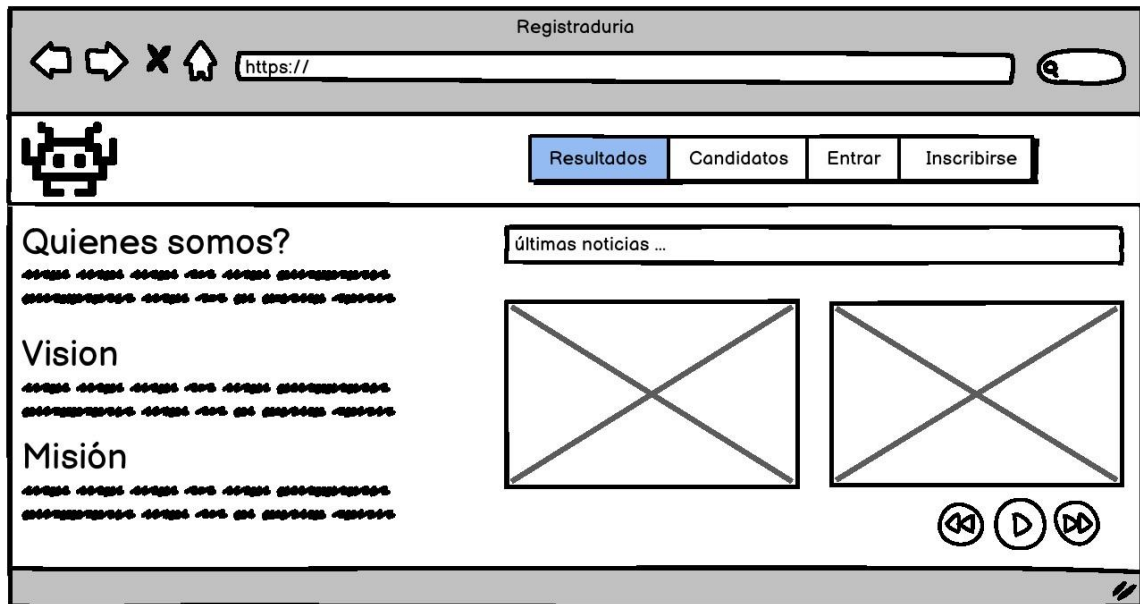 Registraduria
https://
Resultados Candidatos Entrar Inscribirse
Quienes somos?
últimas noticias ...
Vision
Misión